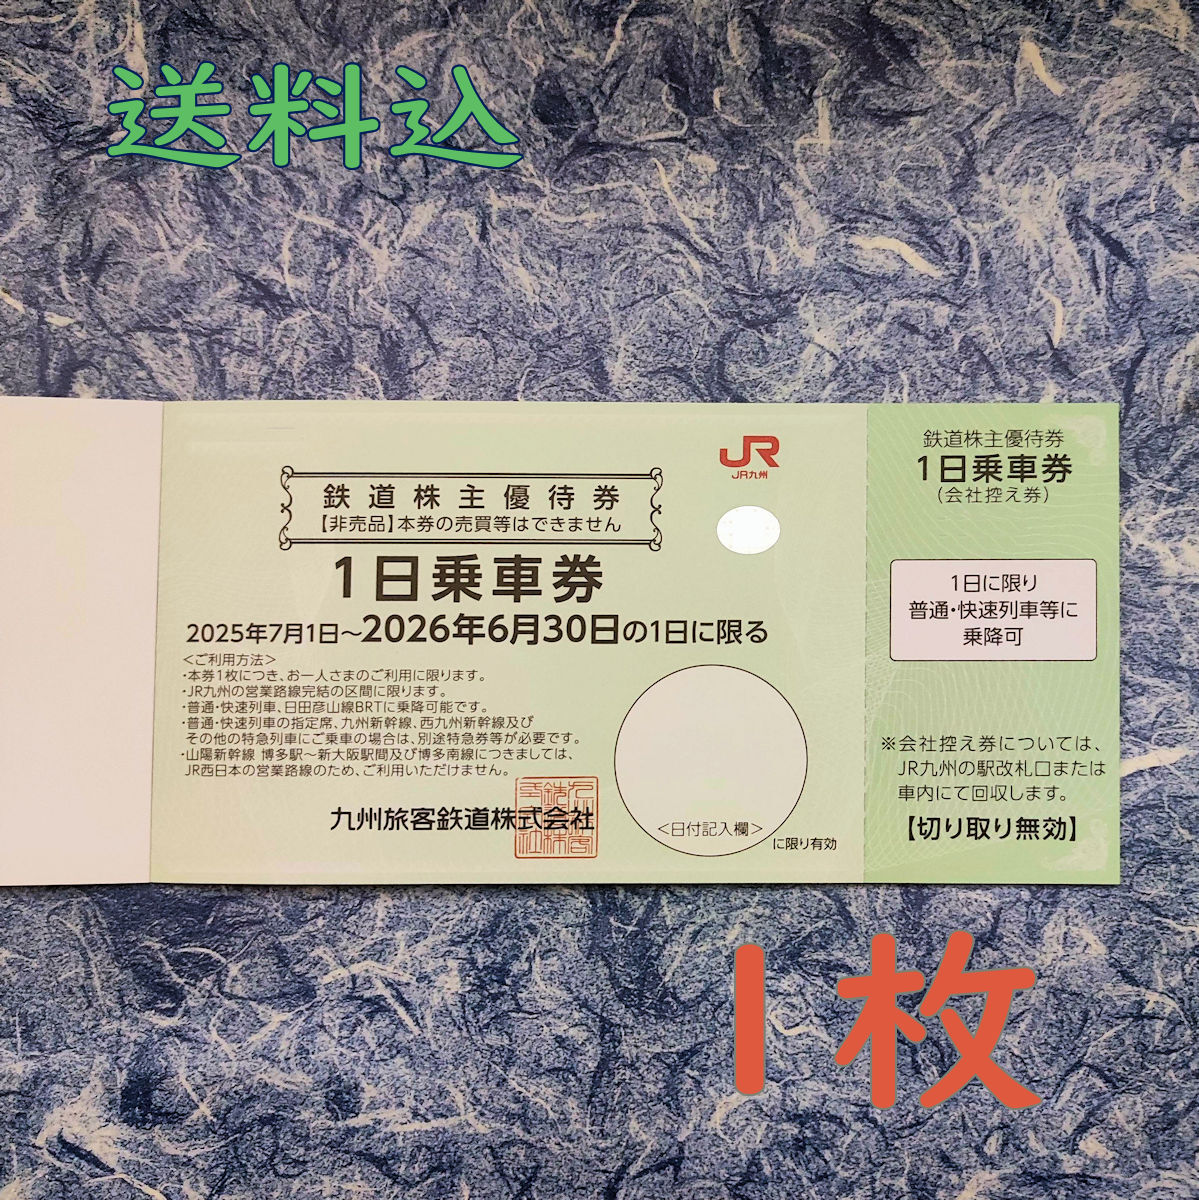 送料込
JR
JR九州
鉄道株主優待券
【非売品】本券の売買等はできません
1日乗車券
2025年7月1日～2026年6月30日の1日に限る
＜ご利用方法＞
・本券1枚につき、お一人さまのご利用に限ります。
・JR九州の営業路線完結の区間に限ります。
・普通・快速列車、日田彦山線BRTに乗降可能です。
・普通・快速列車の指定席、九州新幹線、西九州新幹線及び
その他の特急列車にご乗車の場合は、別途特急券等が必要です。
・山陽新幹線 博多駅～新大阪駅間及び博多南線につきましては、
JR西日本の営業路線のため、ご利用いただけません。
九州旅客鉄道株式会社
＜日付記入欄＞
に限り有効
鉄道株主優待券
1日乗車券
（会社控え券）
1日に限り
普通・快速列車等に
乗降可
※会社控え券については、
JR九州の駅改札口または
車内にて回収します。
【切り取り無効】
1枚